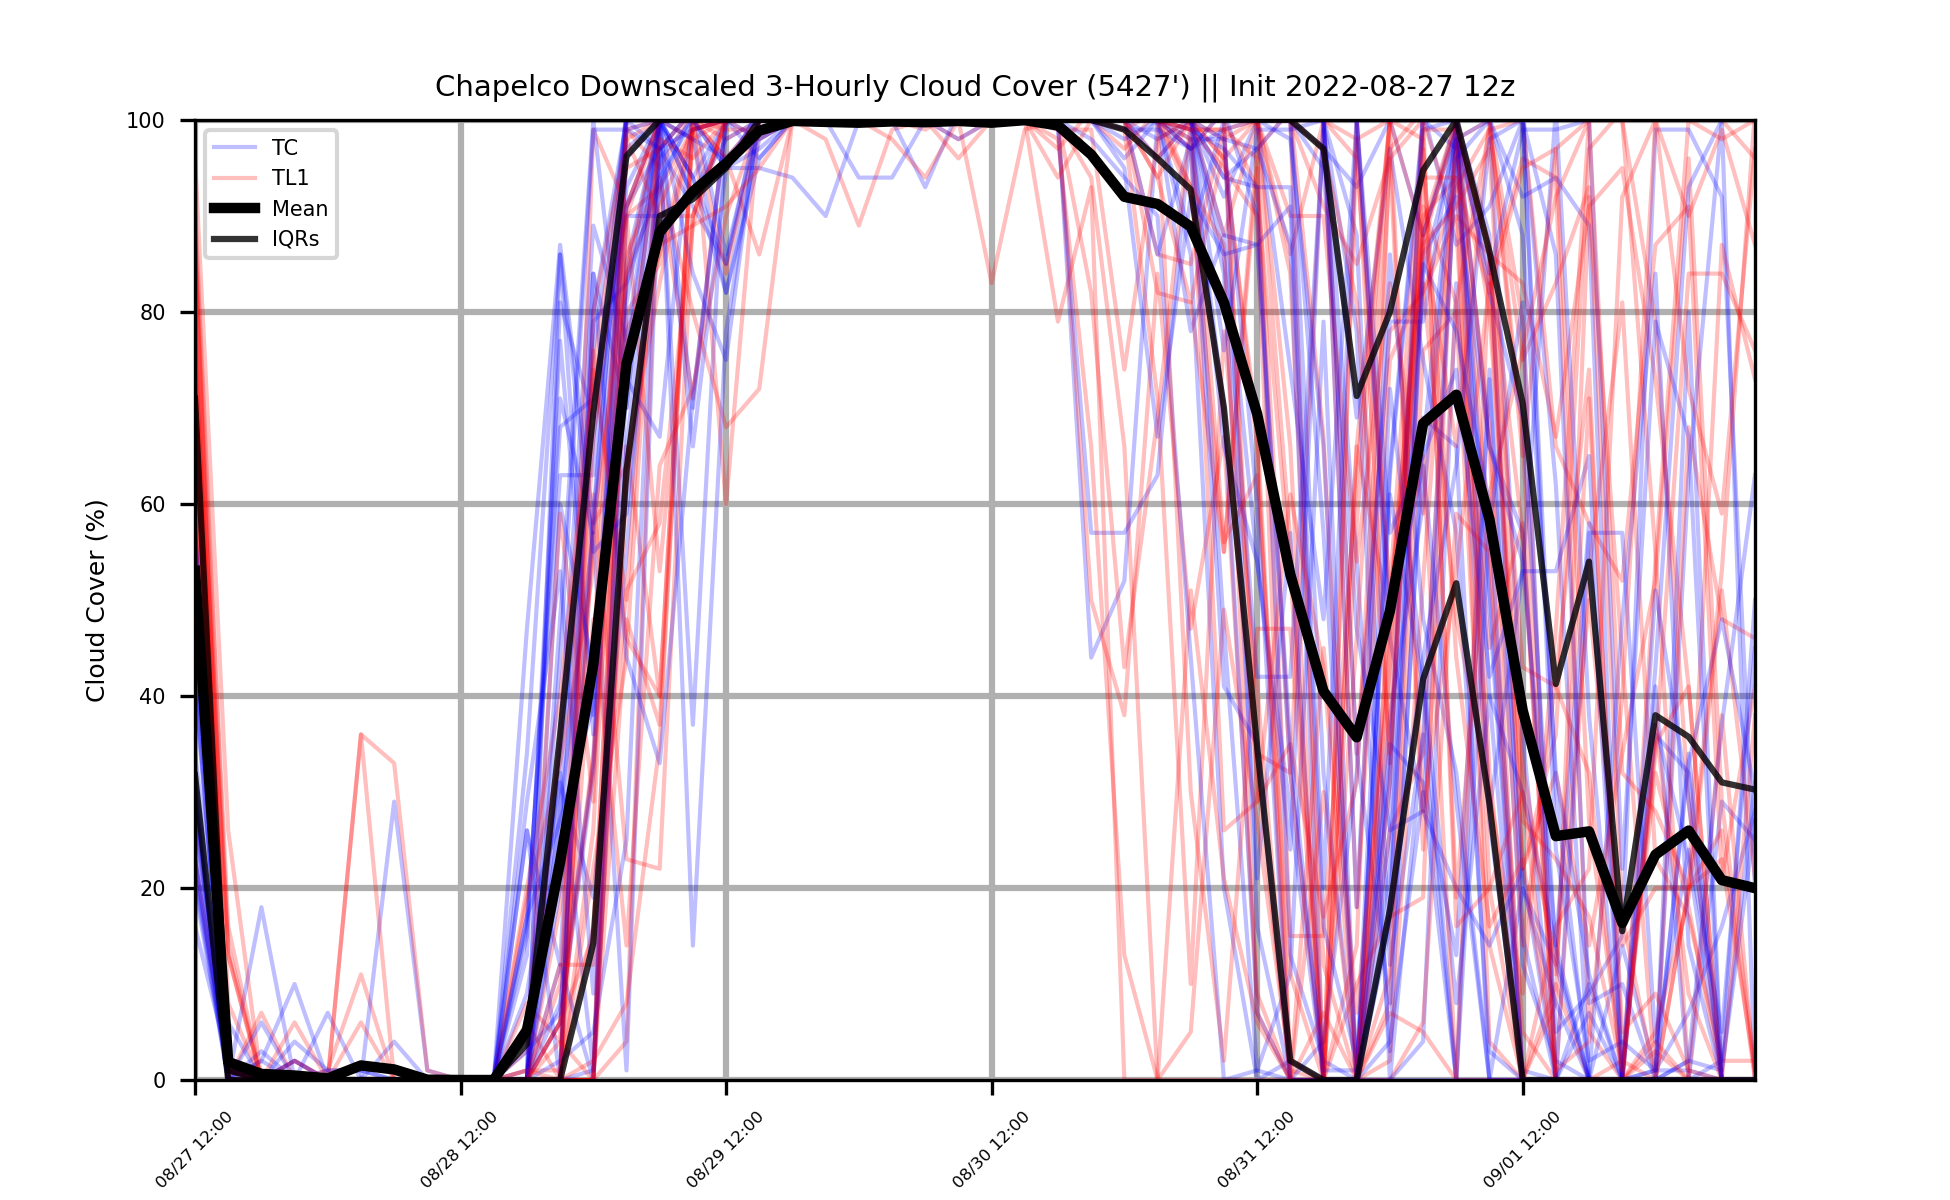 Chapelco Downscaled 3-Hourly Cloud Cover (5427') || Init 2022-08-27 12z
TC
TL1
Mean
IQRs
Cloud Cover (%)
100
80
60
40
20
0
08/27 12:00
08/28 12:00
08/29 12:00
08/30 12:00
08/31 12:00
09/01 12:00